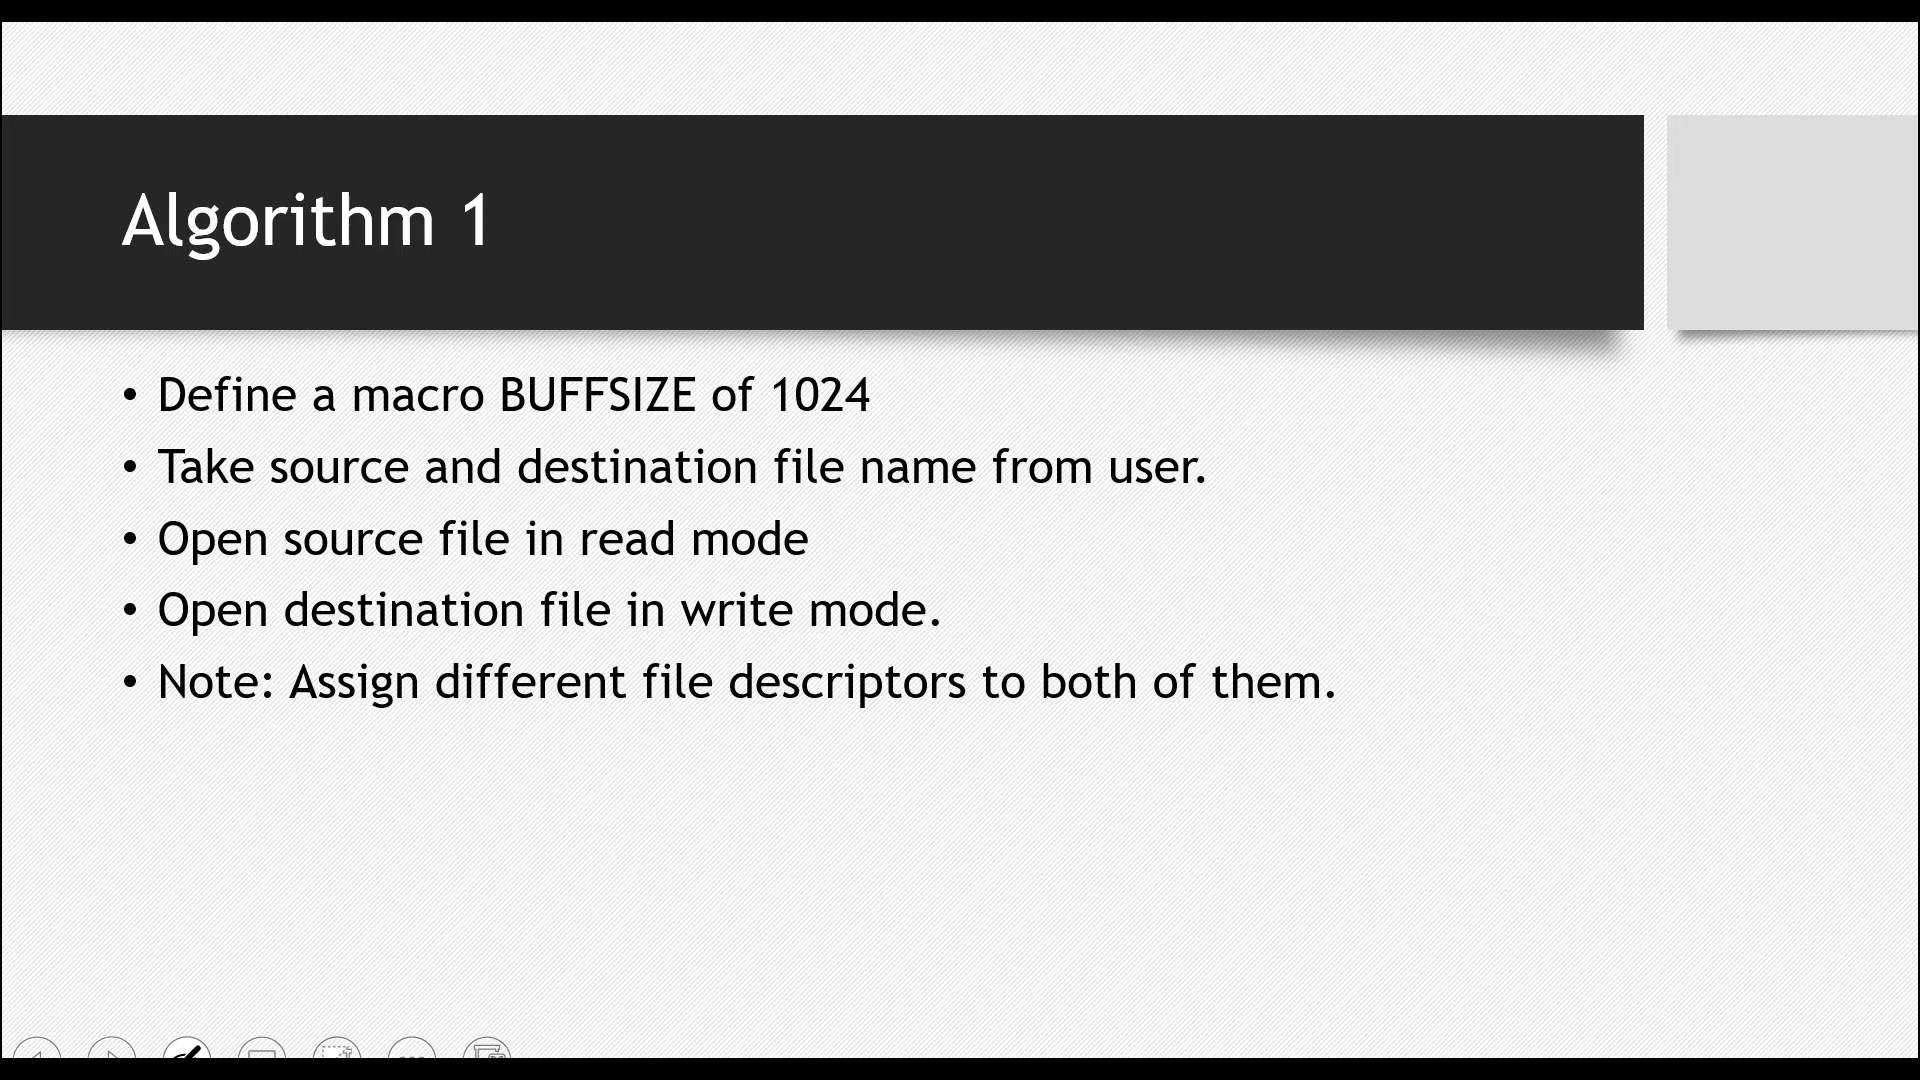 Algorithm 1
• Define a macro BUFFSIZE of 1024
• Take source and destination file name from user.
• Open source file in read mode
• Open destination file in write mode.
• Note: Assign different file descriptors to both of them.